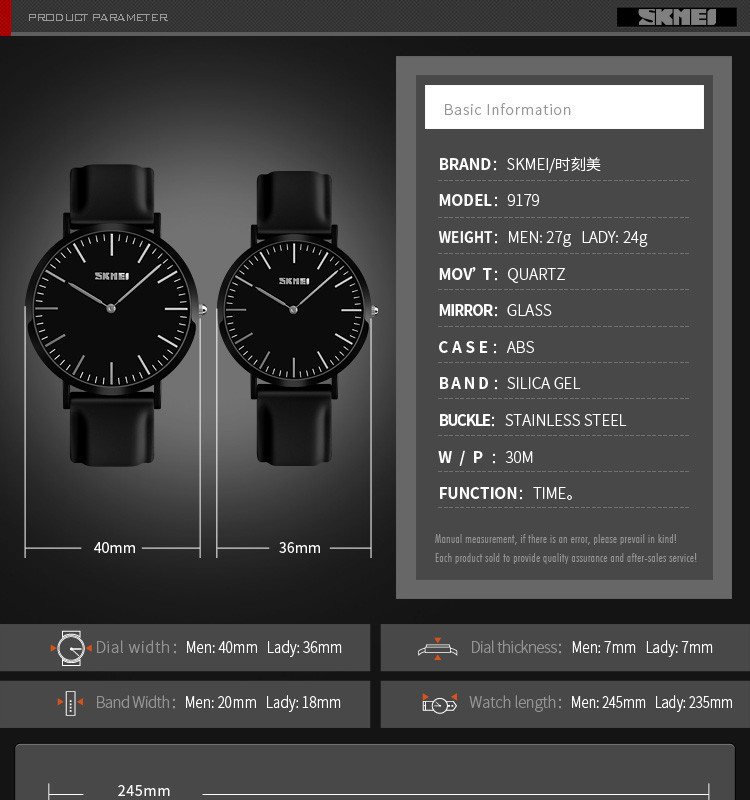 PRODUCT PARAMETER
SKMEI
Basic Information
BRAND: SKMEI/时刻美
MODEL: 9179
WEIGHT: MEN: 27g LADY: 24g
MOV’T: QUARTZ
MIRROR: GLASS
CASE: ABS
BAND: SILICA GEL
BUCKLE: STAINLESS STEEL
W / P : 30M
FUNCTION: TIME。
Manual measurement, if there is an error, please prevail in kind!
Each product sold to provide quality assurance and after-sales service!
SKMEI
SKMEI
40mm
36mm
Dial width: Men: 40mm Lady: 36mm
Dial thickness: Men: 7mm Lady: 7mm
Band Width: Men: 20mm Lady: 18mm
Watch length: Men: 245mm Lady: 235mm
245mm